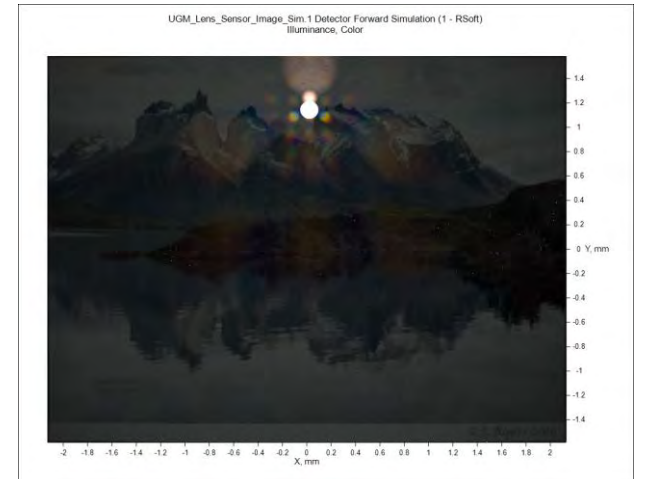 UGM_Lens_Sensor_Image_Sim.1 Detector Forward Simulation (1 - RSoft)
Illuminance, Color
1.4
1.2
1
0.8
0.6
0.4
0.2
0 Y, mm
-0.2
-0.4
-0.6
-0.8
-1
-1.2
-1.4
-2 -1.8 -1.6 -1.4 -1.2 -1 -0.8 -0.6 -0.4 -0.2 0 0.2 0.4 0.6 0.8 1 1.2 1.4 1.6 1.8 2
X, mm